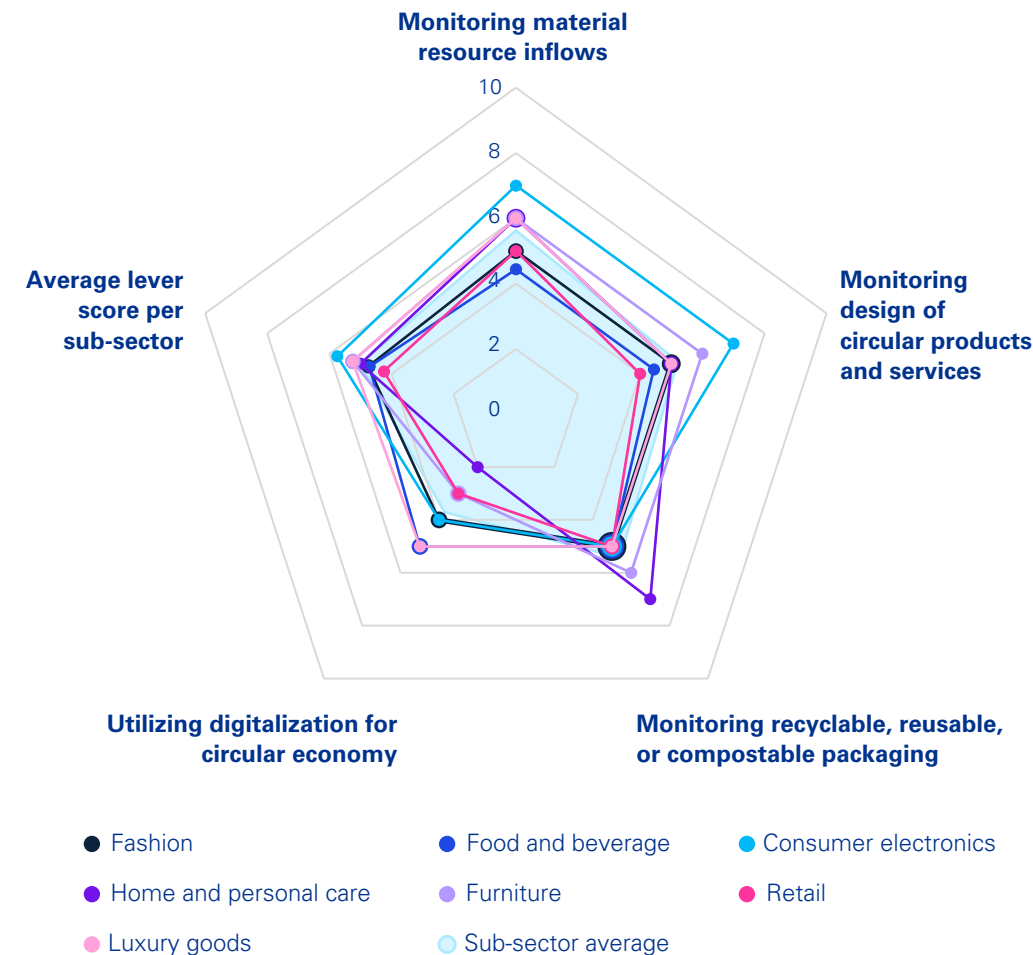 Monitoring material
resource inflows
10
8
6
4
2
0
Average lever
score per
sub-sector
Monitoring
design of
circular products
and services
Utilizing digitalization for
circular economy
Monitoring recyclable, reusable,
or compostable packaging
Fashion
Food and beverage
Consumer electronics
Home and personal care
Furniture
Retail
Luxury goods
Sub-sector average